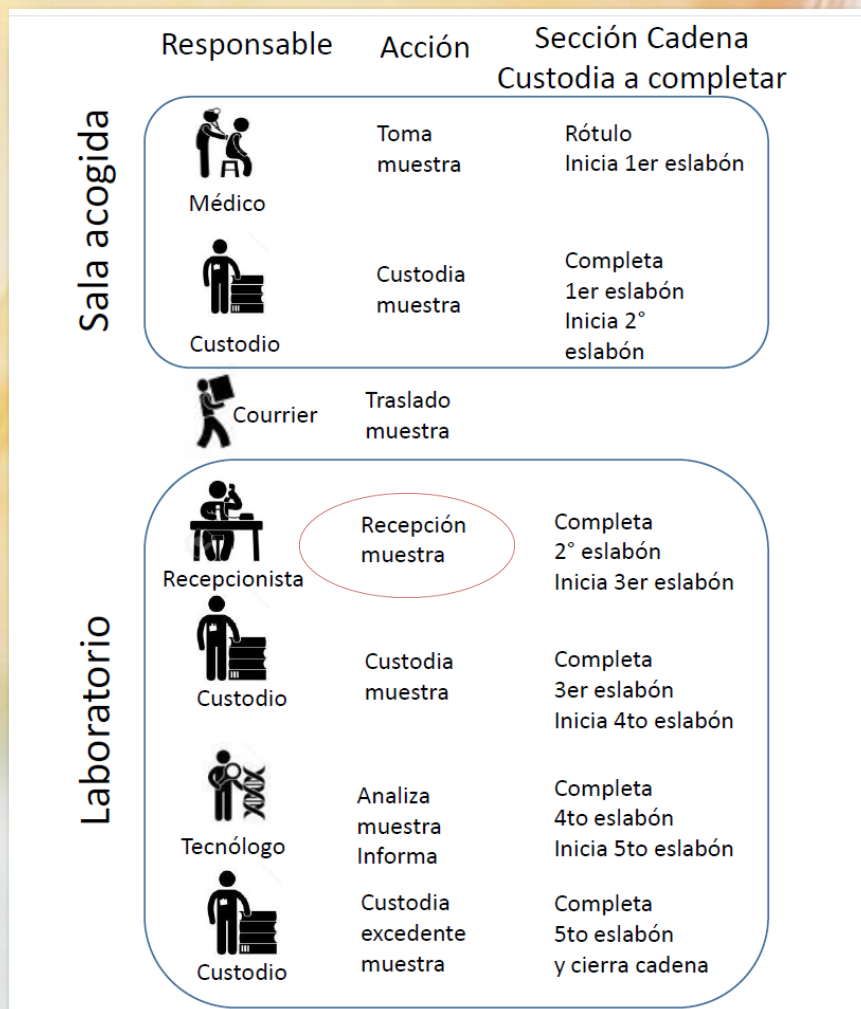 Responsable
Acción
Sección Cadena
Custodia a completar
Sala acogida
Médico
Toma
muestra
Rótulo
Inicia 1er eslabón
Custodio
Custodia
muestra
Completa
1er eslabón
Inicia 2°
eslabón
Courrier
Traslado
muestra
Laboratorio
Recepcionista
Recepción
muestra
Completa
2° eslabón
Inicia 3er eslabón
Custodio
Custodia
muestra
Completa
3er eslabón
Inicia 4to eslabón
Tecnólogo
Analiza
muestra
Informa
Completa
4to eslabón
Inicia 5to eslabón
Custodio
Custodia
excedente
muestra
Completa
5to eslabón
y cierra cadena